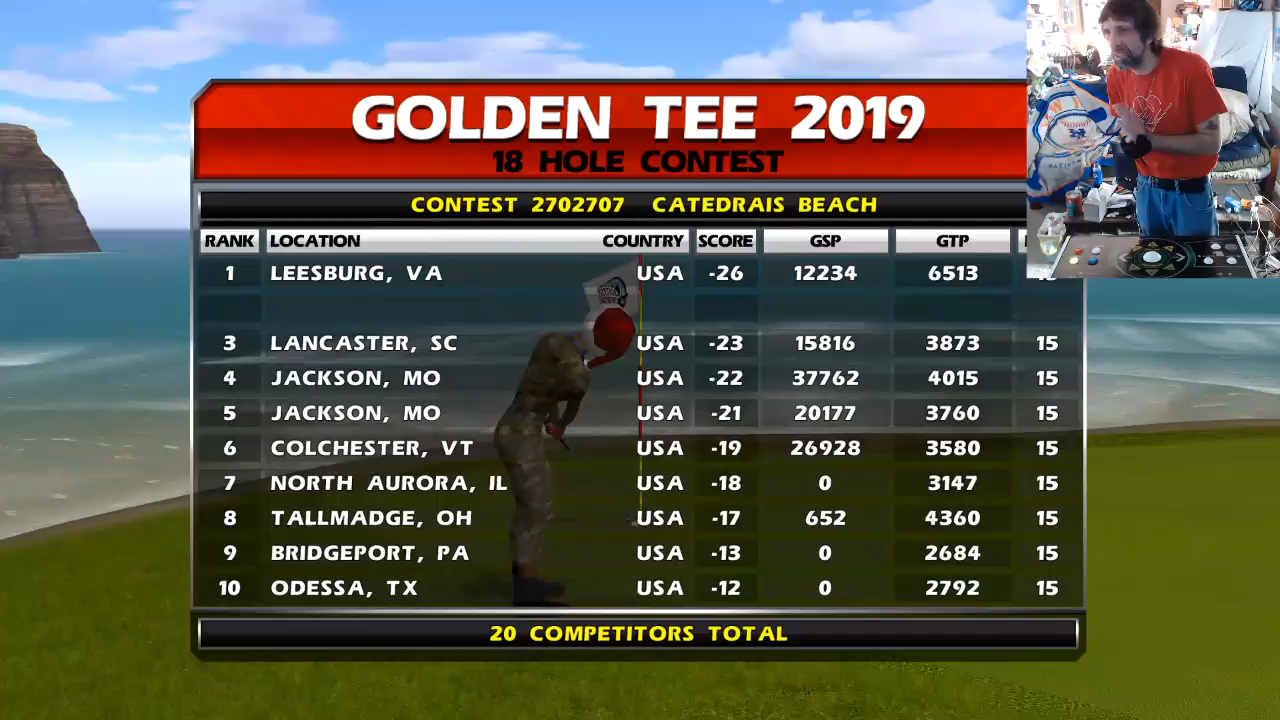 GOLDEN TEE 2019
18 HOLE CONTEST
CONTEST 2702707 CATEDRAIS BEACH
RANK LOCATION COUNTRY SCORE GSP GTP
1 LEESBURG, VA USA -26 12234 6513
3 LANCASTER, SC USA -23 15816 3873 15
4 JACKSON, MO USA -22 37762 4015 15
5 JACKSON, MO USA -21 20177 3760 15
6 COLCHESTER, VT USA -19 26928 3580 15
7 NORTH AURORA, IL USA -18 0 3147 15
8 TALLMADGE, OH USA -17 652 4360 15
9 BRIDGEPORT, PA USA -13 0 2684 15
10 ODESSA, TX USA -12 0 2792 15
20 COMPETITORS TOTAL